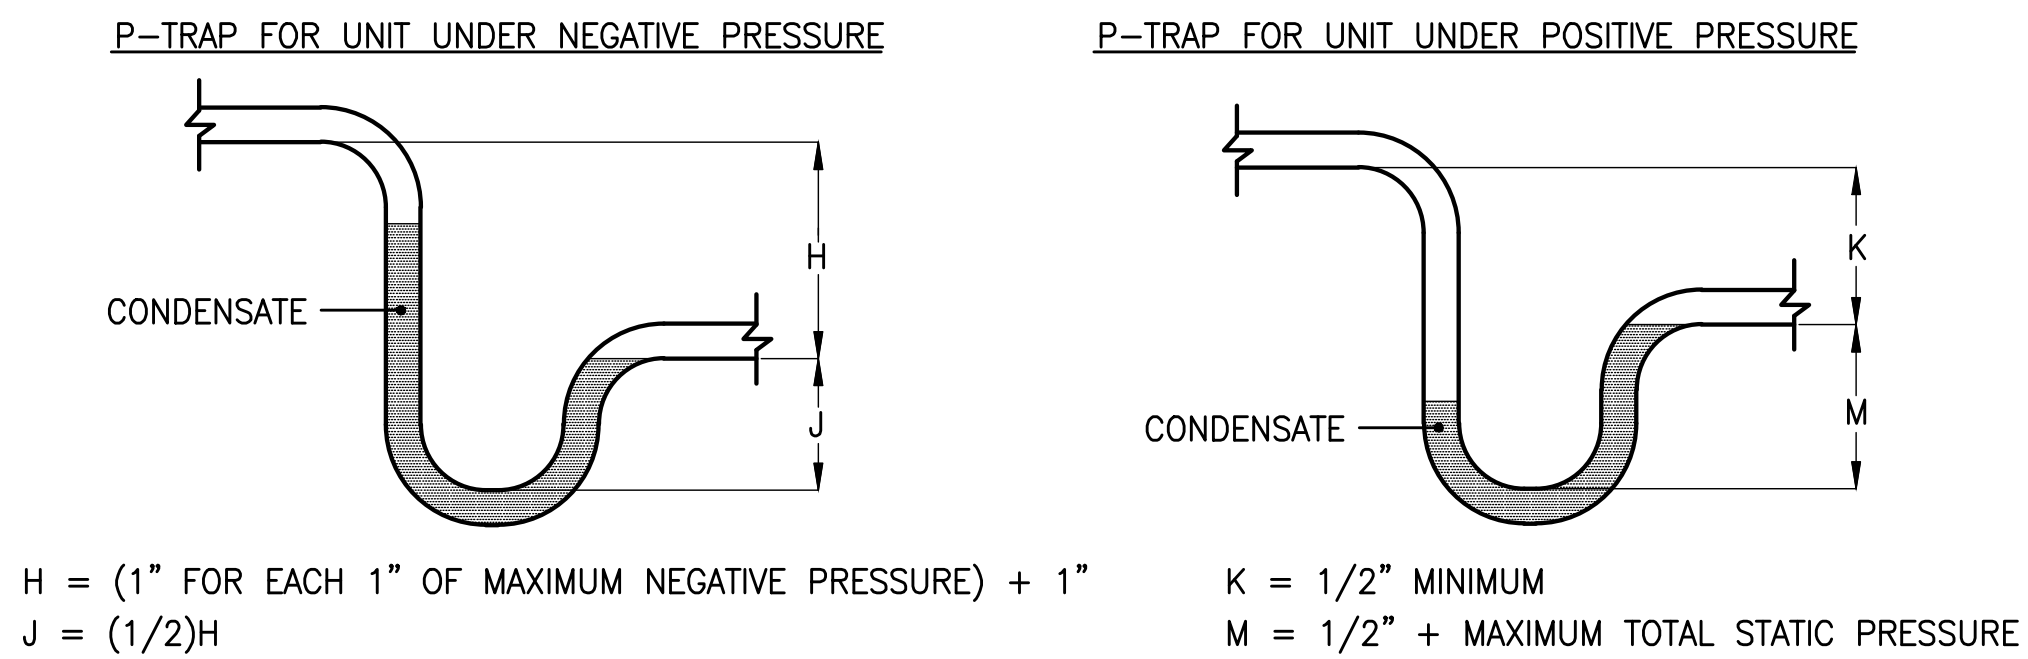 P-TRAP FOR UNIT UNDER NEGATIVE PRESSURE
H
CONDENSATE
J
H = (1” FOR EACH 1” OF MAXIMUM NEGATIVE PRESSURE) + 1”
J = (1/2)H
P-TRAP FOR UNIT UNDER POSITIVE PRESSURE
K
M
CONDENSATE
K = 1/2” MINIMUM
M = 1/2” + MAXIMUM TOTAL STATIC PRESSURE